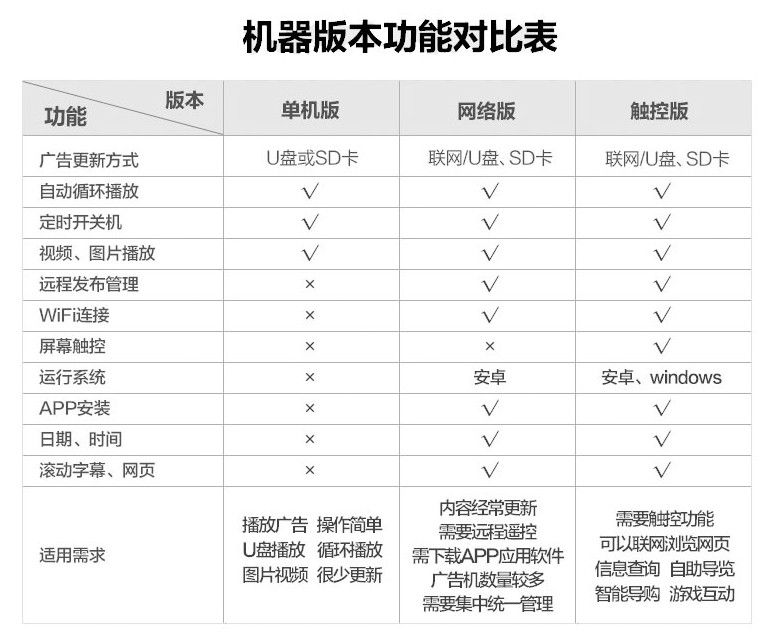 机器版本功能对比表
版本
功能 单机版 网络版 触控版
广告更新方式 U盘或SD卡 联网/U盘、SD卡 联网/U盘、SD卡
自动循环播放 √ √ √
定时开关机 √ √ √
视频、图片播放 √ √ √
远程发布管理 × √ √
WiFi连接 × √ √
屏幕触控 × × √
运行系统 × 安卓 安卓、windows
APP安装 × √ √
日期、时间 × √ √
滚动字幕、网页 × √ √
适用需求
播放广告 操作简单
U盘播放 循环播放
图片视频 很少更新
内容经常更新
需要远程遥控
需下载APP应用软件
广告机数量较多
需要集中统一管理
需要触控功能
可以联网浏览网页
信息查询 自助导览
智能导购 游戏互动